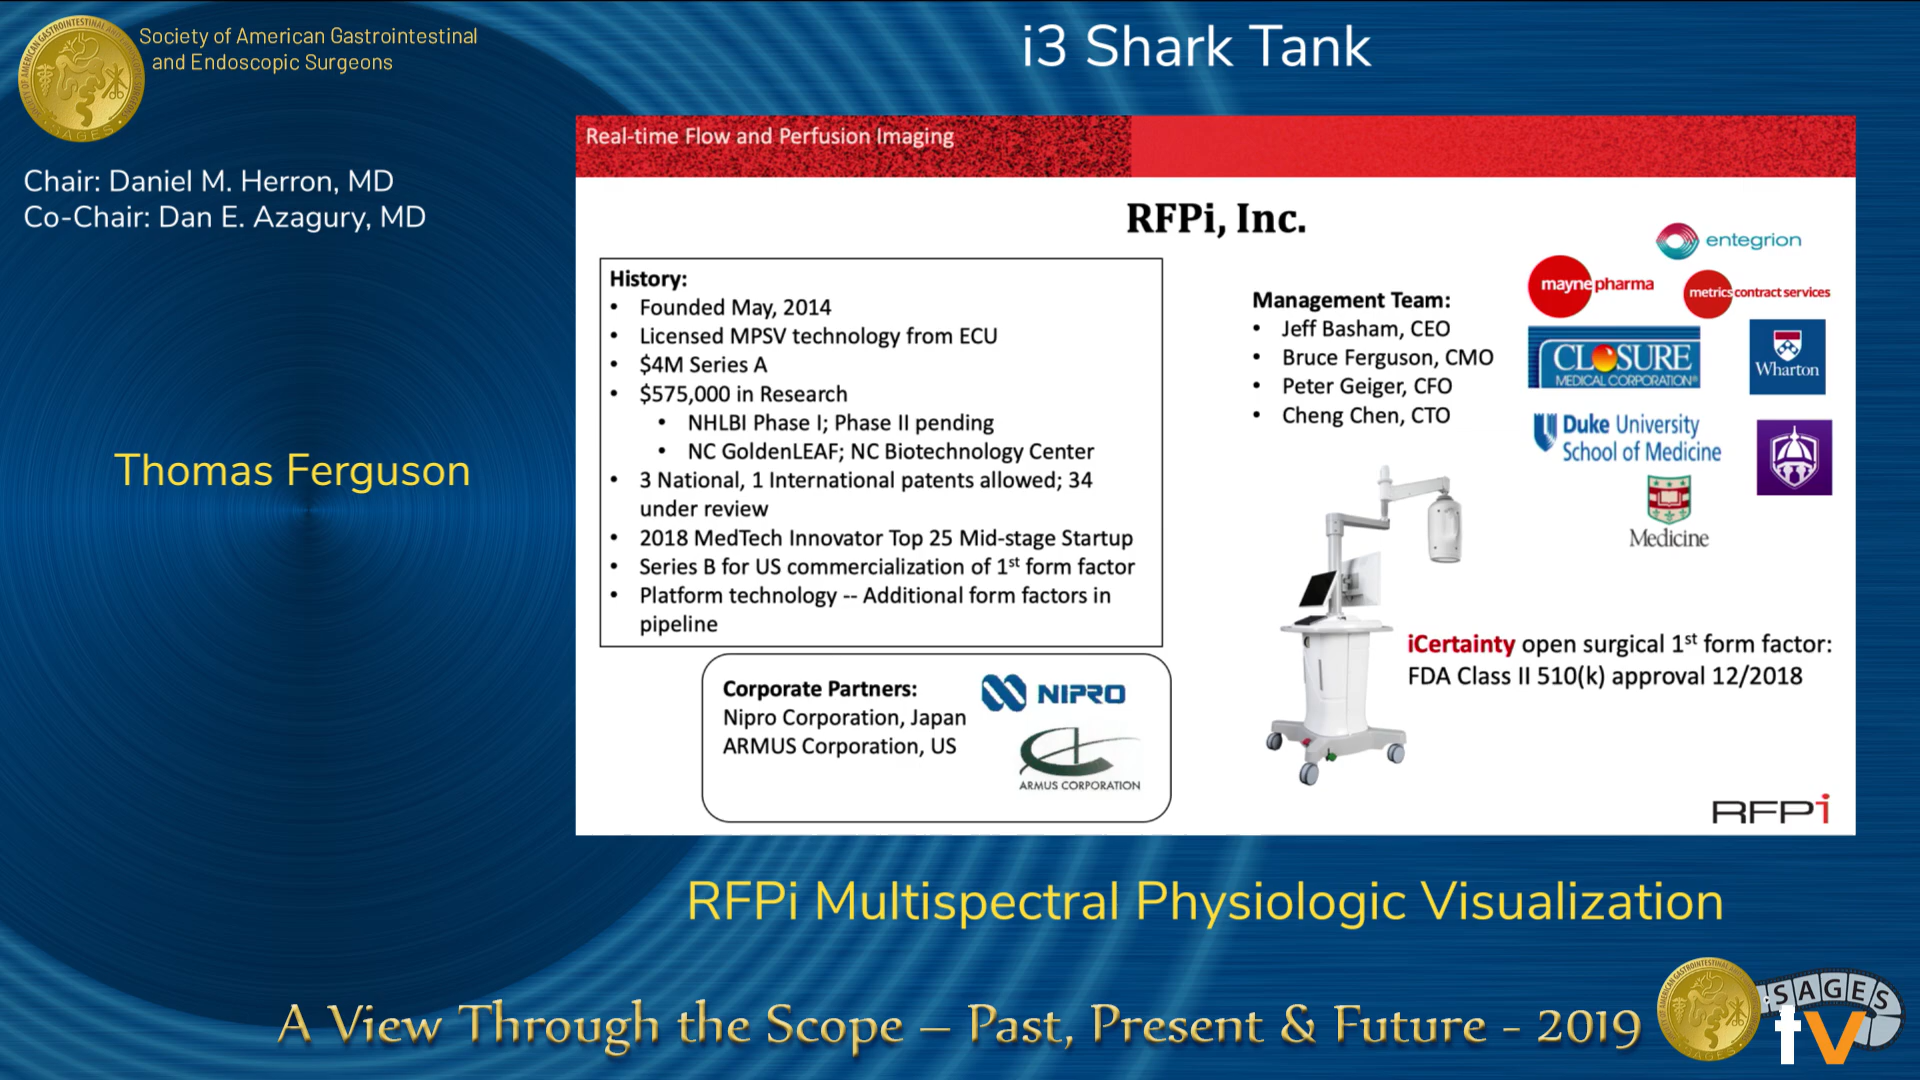 Society of American Gastrointestinal
and Endoscopic Surgeons
i3 Shark Tank
Chair: Daniel M. Herron, MD
Co-Chair: Dan E. Azagury, MD
Thomas Ferguson
Real-time Flow and Perfusion Imaging
RFPi, Inc.
History:
• Founded May, 2014
• Licensed MPSV technology from ECU
• $4M Series A
• $575,000 in Research
• NHLBI Phase I; Phase II pending
• NC GoldenLEAF; NC Biotechnology Center
• 3 National, 1 International patents allowed; 34
under review
• 2018 MedTech Innovator Top 25 Mid-stage Startup
• Series B for US commercialization of 1st form factor
• Platform technology -- Additional form factors in
pipeline
Corporate Partners:
Nipro Corporation, Japan
ARMUS Corporation, US
NIPRO
ARMUS CORPORATION
Management Team:
• Jeff Basham, CEO
• Bruce Ferguson, CMO
• Peter Geiger, CFO
• Cheng Chen, CTO
entegrion
maynepharma
metricscontract services
CLOSURE
MEDICAL CORPORATION®
Wharton
Duke University
School of Medicine
Medicine
iCertainty open surgical 1st form factor:
FDA Class II 510(k) approval 12/2018
RFPi
RFPi Multispectral Physiologic Visualization
A View Through the Scope – Past, Present & Future - 2019
SAGES
tv